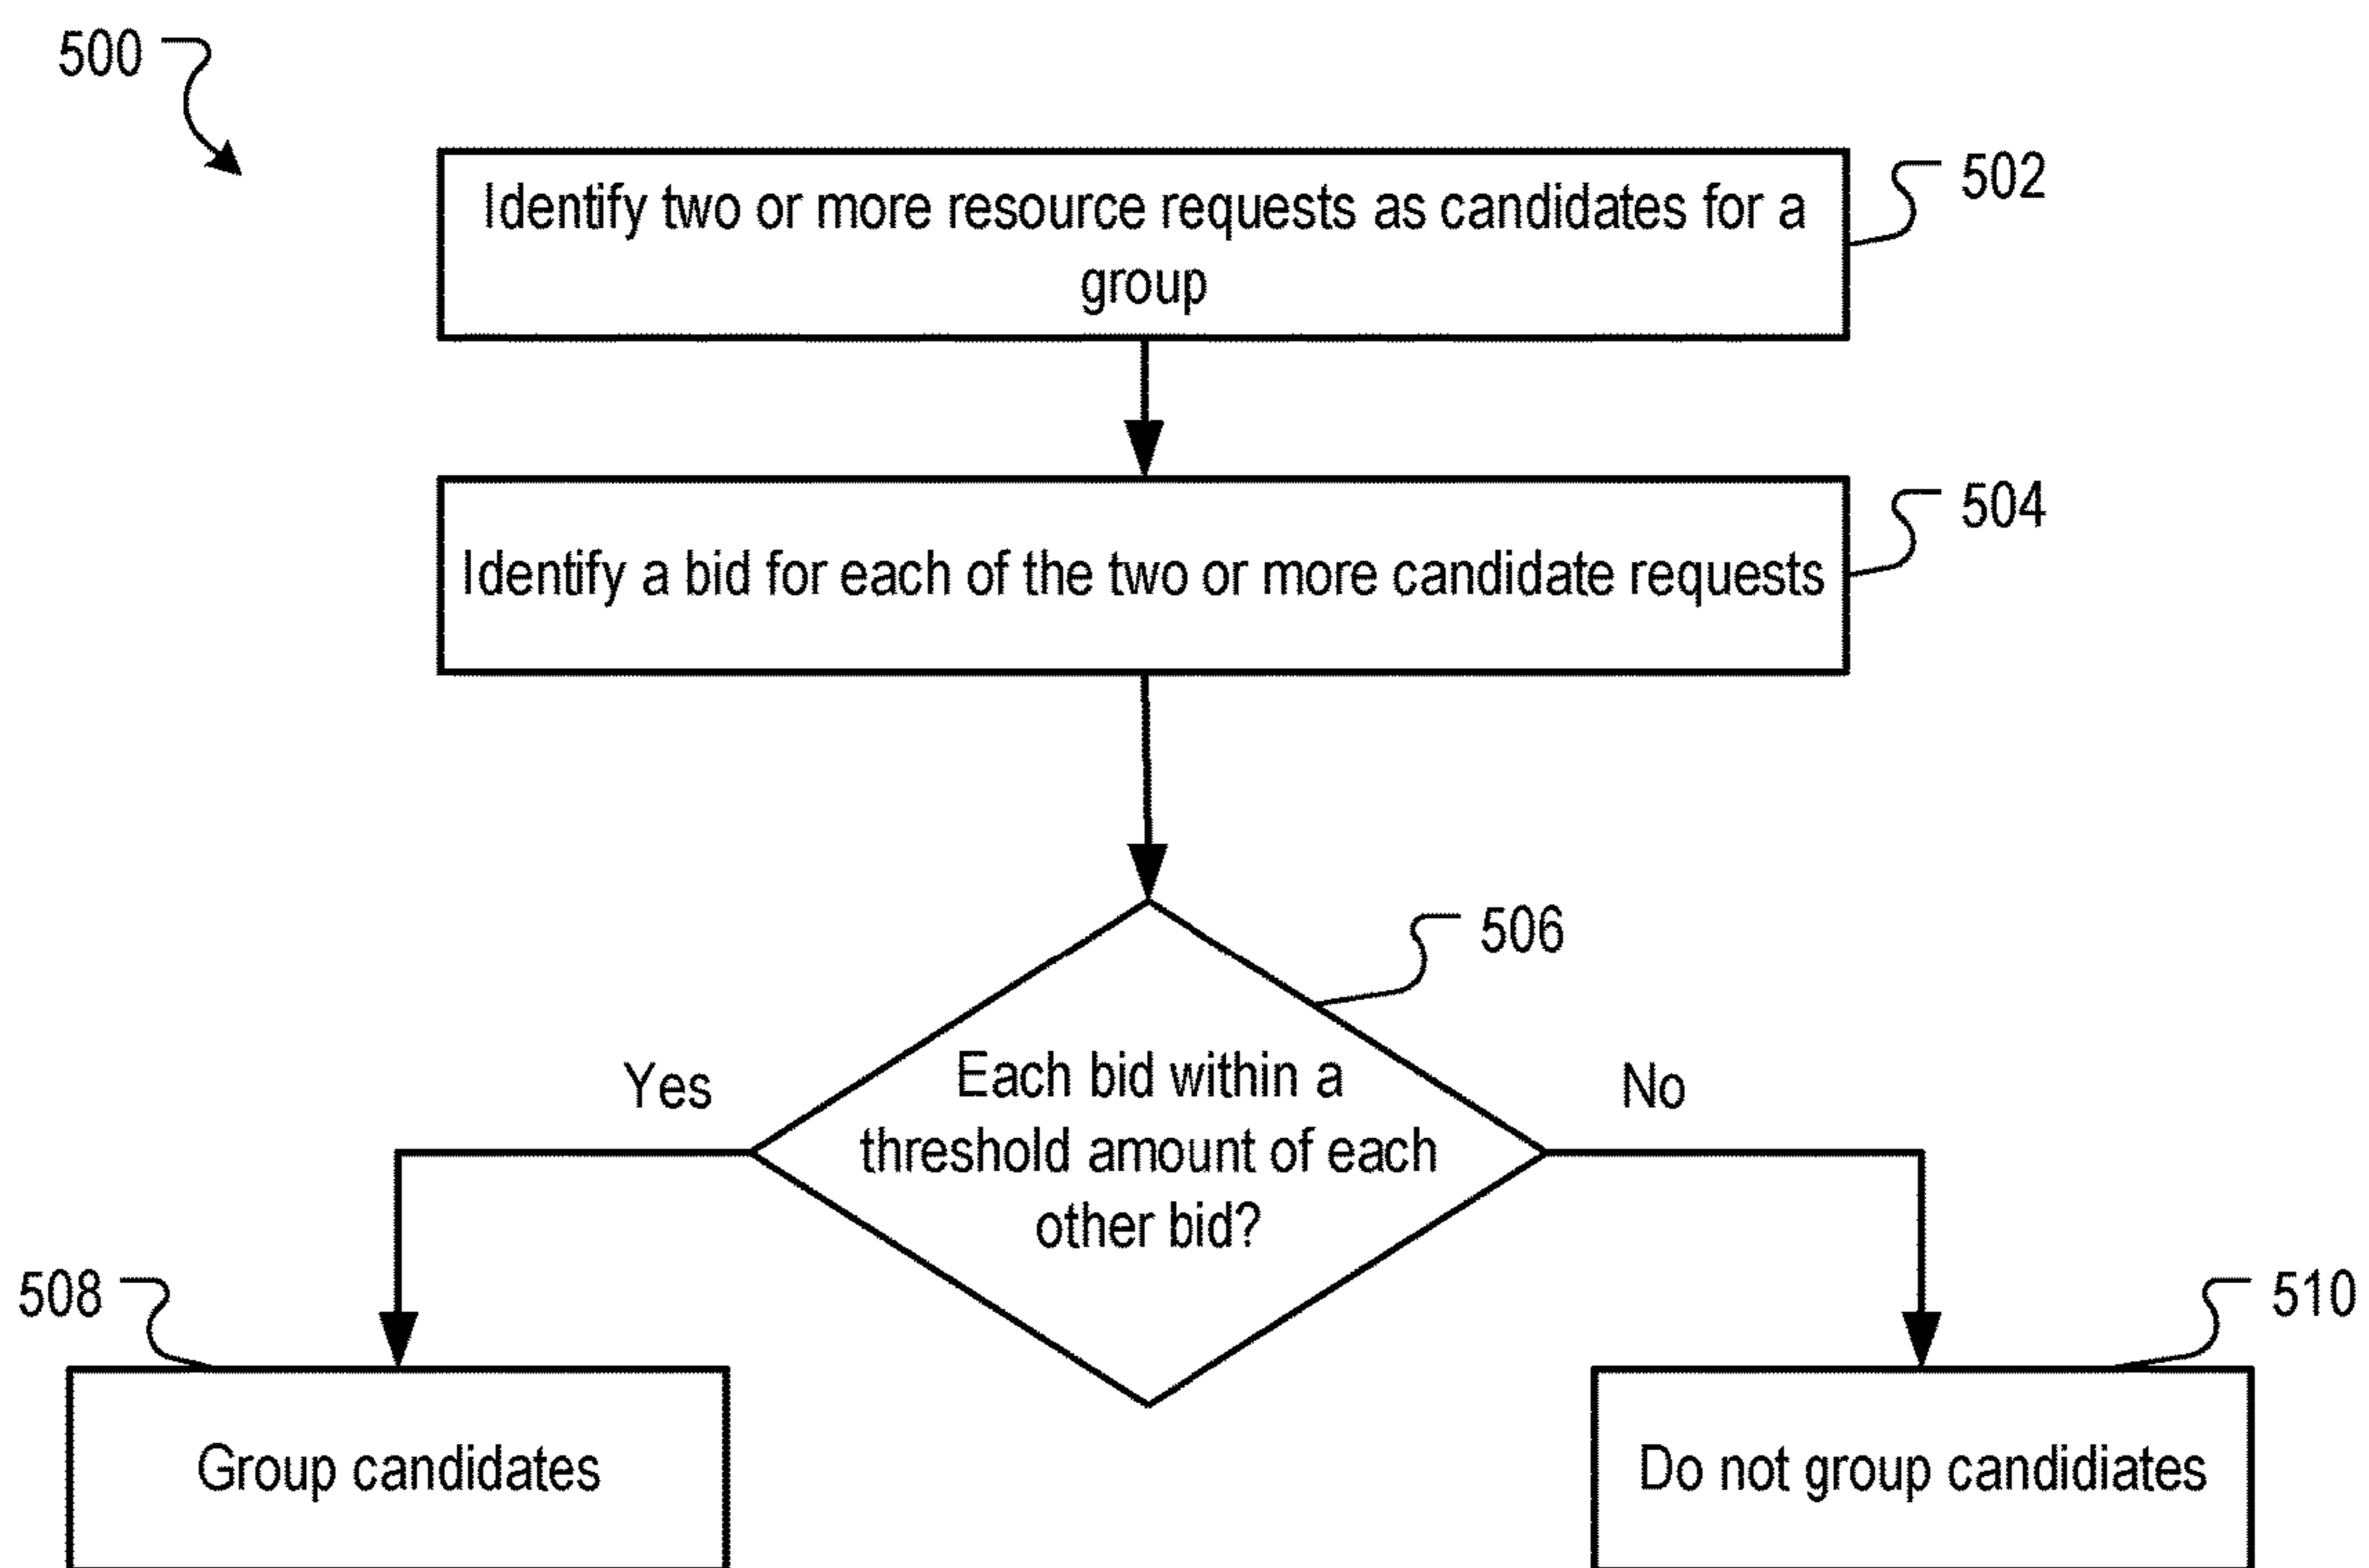 500
Identify two or more resource requests as candidates for a
group
502
Identify a bid for each of the two or more candidate requests
504
506
Each bid within a
threshold amount of each
other bid?
Yes
No
508
Group candidates
510
Do not group candidiates